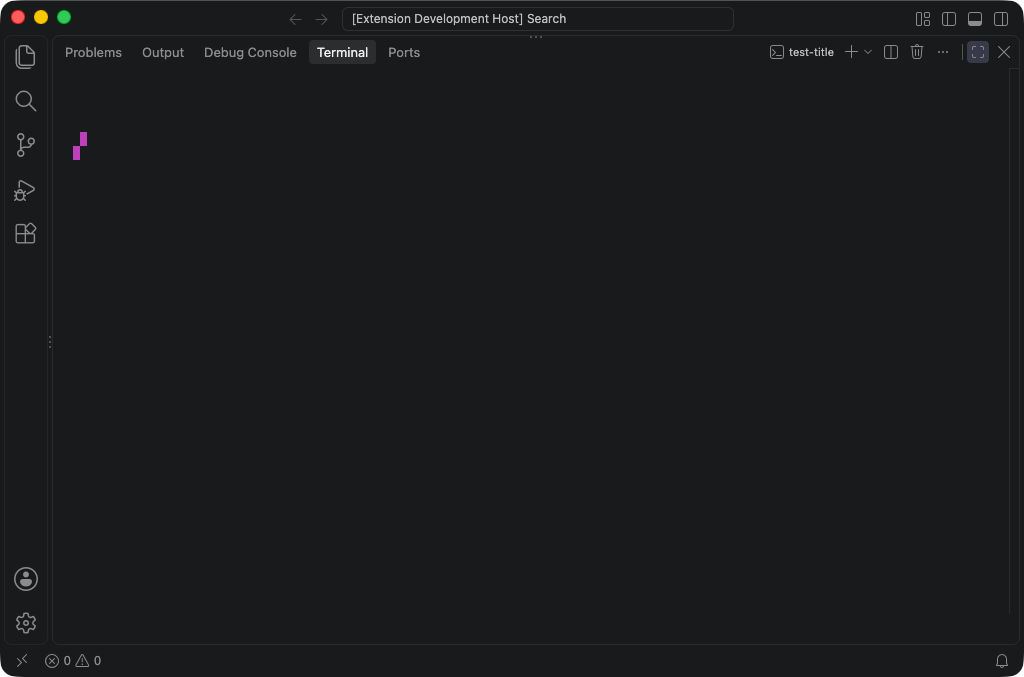 [Extension Development Host] Search
Problems Output Debug Console Terminal Ports test-title
0 0